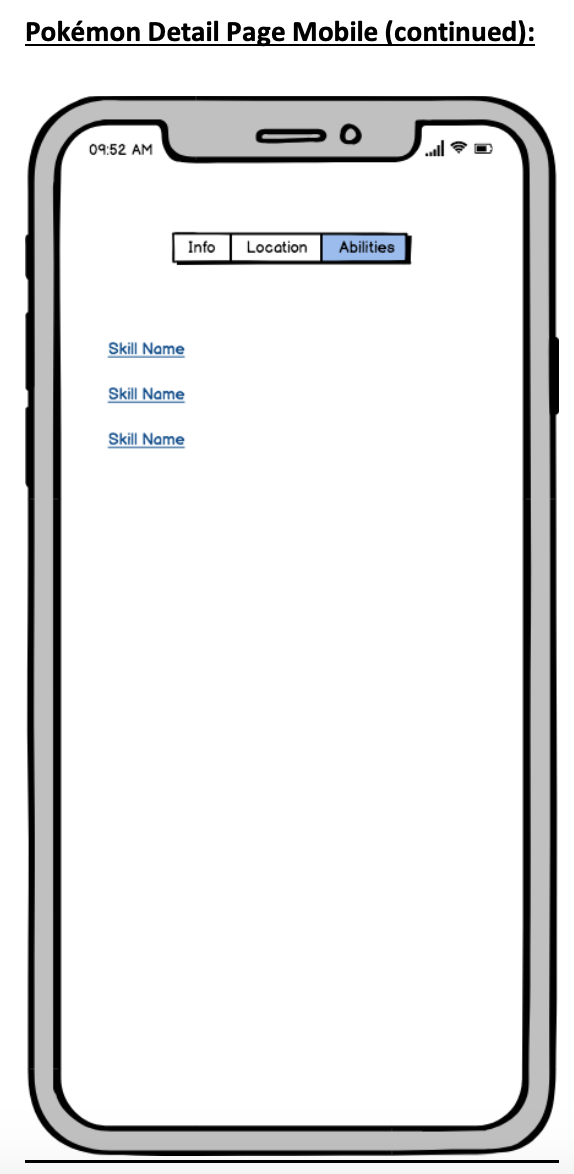 Pokémon Detail Page Mobile (continued):
09:52 AM
Info Location Abilities
Skill Name
Skill Name
Skill Name